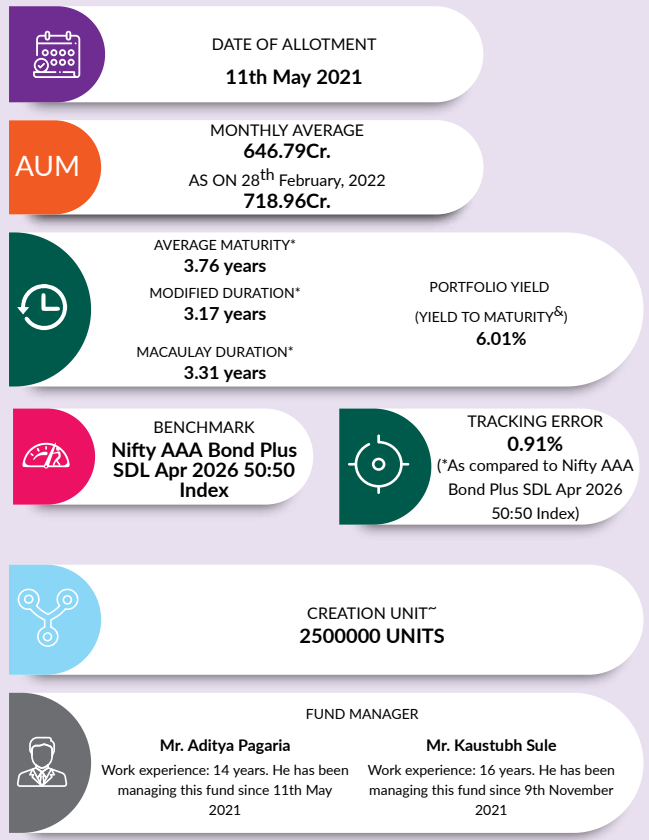 DATE OF ALLOTMENT
11th May 2021
AUM
MONTHLY AVERAGE
646.79Cr.
AS ON 28th February, 2022
718.96Cr.
AVERAGE MATURITY*
3.76 years
MODIFIED DURATION*
3.17 years
MACAULAY DURATION*
3.31 years
PORTFOLIO YIELD
(YIELD TO MATURITY&)
6.01%
BENCHMARK
Nifty AAA Bond Plus
SDL Apr 2026 50:50
Index
TRACKING ERROR
0.91%
(*As compared to Nifty AAA
Bond Plus SDL Apr 2026
50:50 Index)
CREATION UNIT~
2500000 UNITS
FUND MANAGER
Mr. Aditya Pagaria
Work experience: 14 years. He has been
managing this fund since 11th May
2021
Mr. Kaustubh Sule
Work experience: 16 years. He has been
managing this fund since 9th November
2021